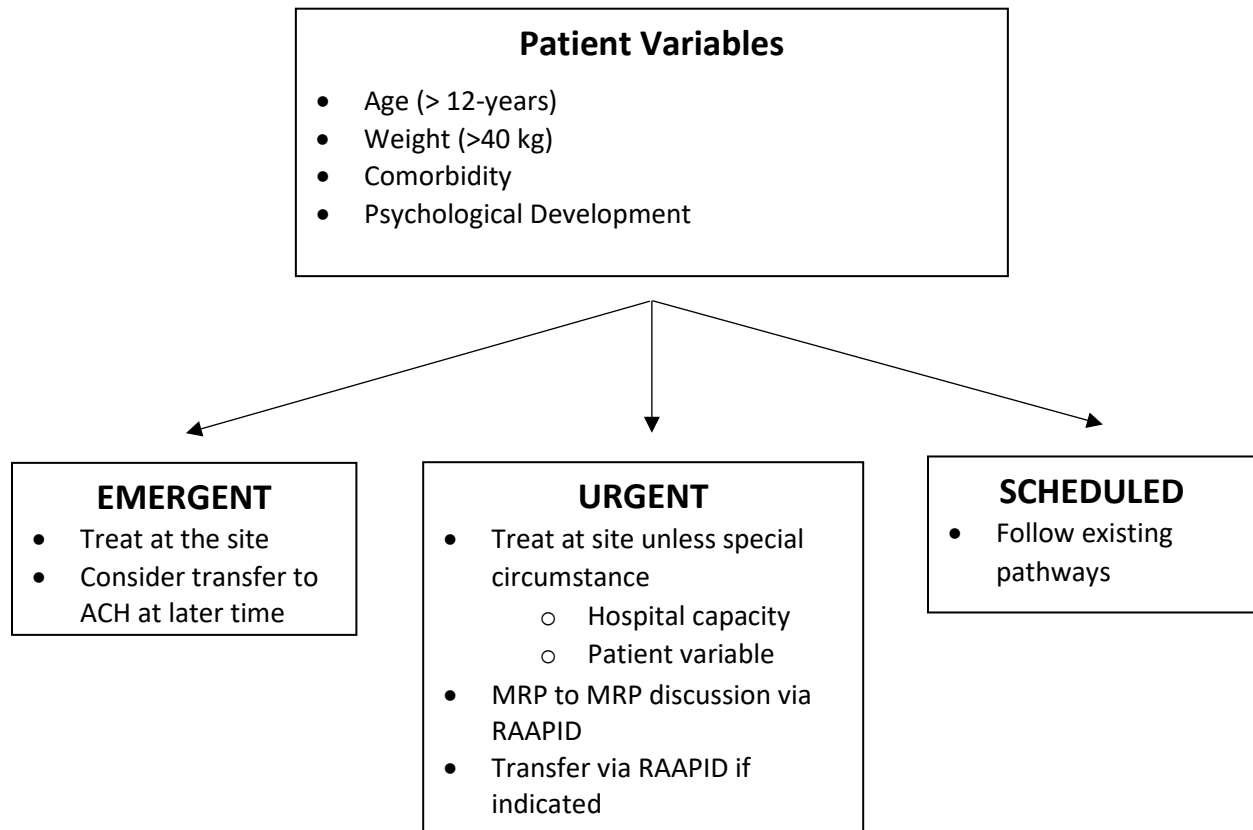 Patient Variables
• Age (> 12-years)
• Weight (>40 kg)
• Comorbidity
• Psychological Development
EMERGENT
• Treat at the site
• Consider transfer to
ACH at later time
URGENT
• Treat at site unless special
circumstance
o Hospital capacity
o Patient variable
• MRP to MRP discussion via
RAAPID
• Transfer via RAAPID if
indicated
SCHEDULED
• Follow existing
pathways